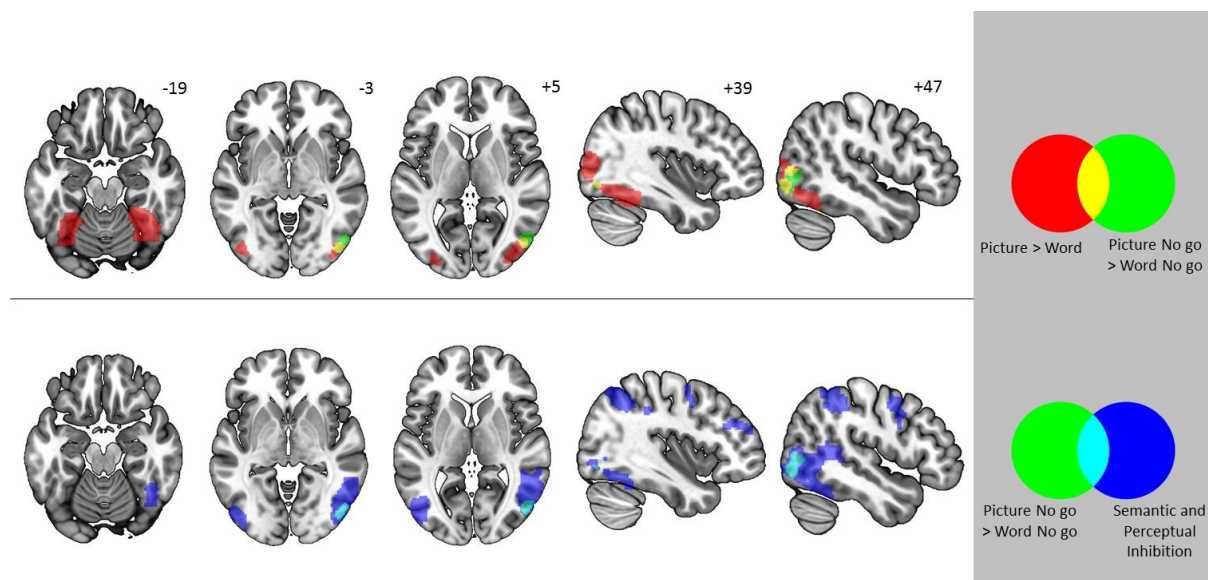 -19
-3
+5
+39
+47
Picture > Word
Picture No go
> Word No go
Picture No go
> Word No go
Semantic and
Perceptual
Inhibition